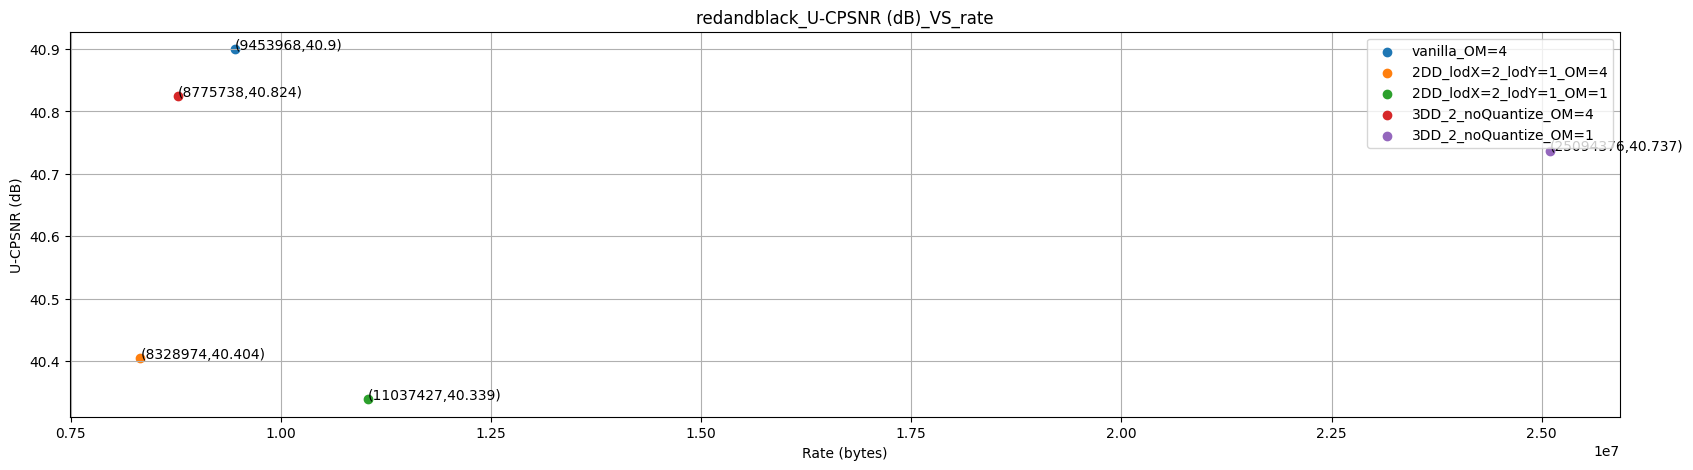 redandblack_U-CPSNR (dB)_VS_rate
U-CPSNR (dB)
40.9
40.8
40.7
40.6
40.5
40.4
(9453968,40.9)
(8775738,40.824)
(8328974,40.404)
(11037427,40.339)
(25094376,40.737)
vanilla_OM=4
2DD_lodX=2_lodY=1_OM=4
2DD_lodX=2_lodY=1_OM=1
3DD_2_noQuantize_OM=4
3DD_2_noQuantize_OM=1
0.75 1.00 1.25 1.50 1.75 2.00 2.25 2.50
1e7
Rate (bytes)